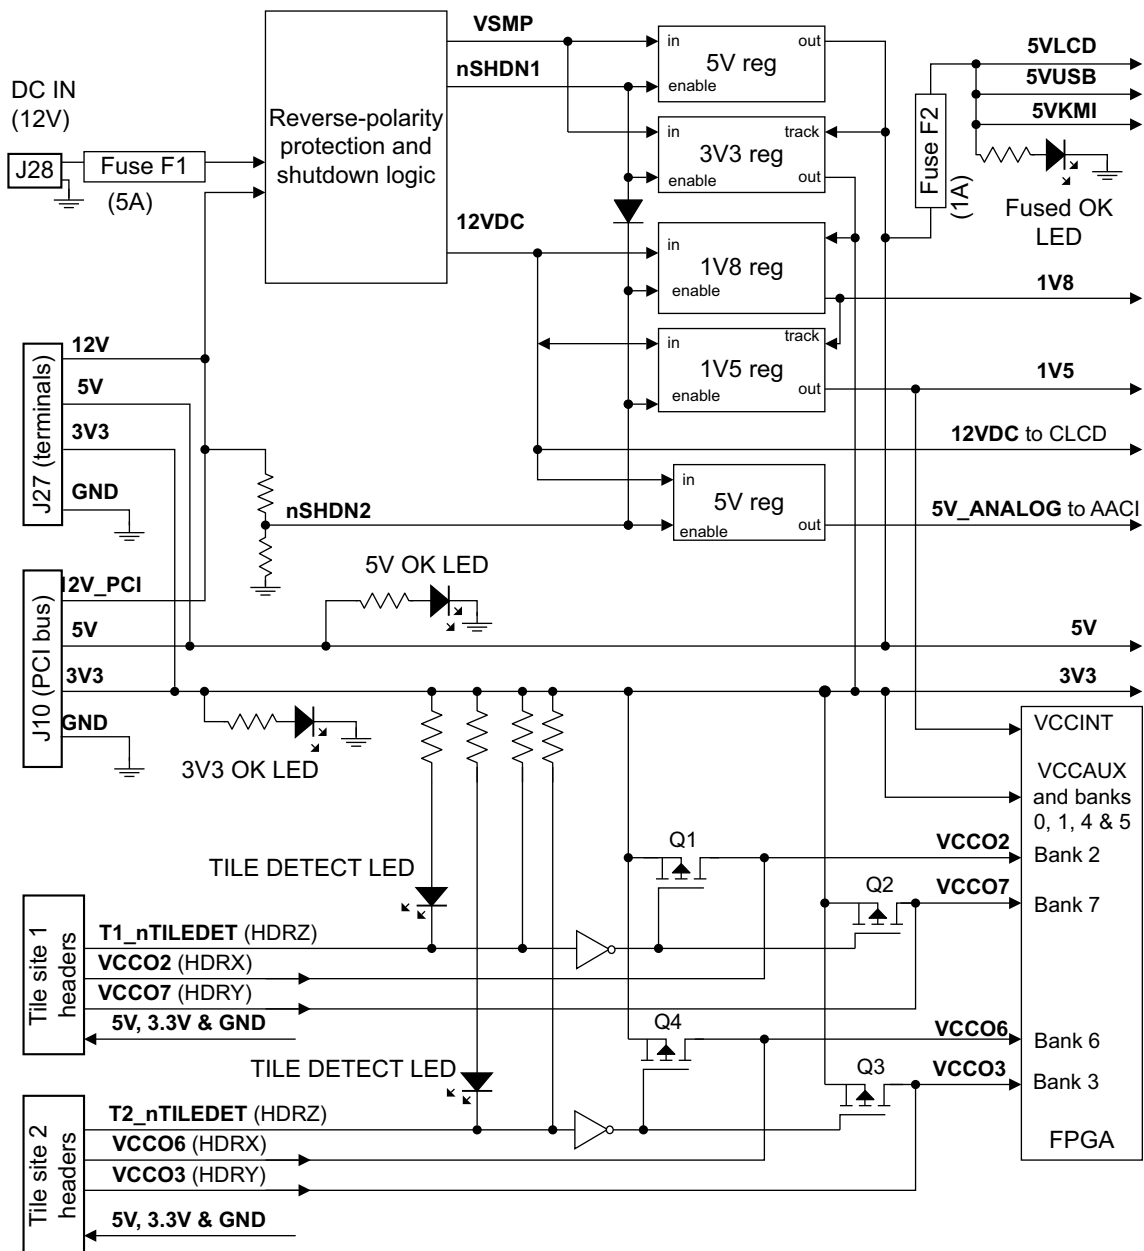 DC IN
(12V)
J28
Fuse F1
(5A)
Reverse-polarity
protection and
shutdown logic
VSMP
nSHDN1
12VDC
in
out
5V reg
enable
in
track
3V3 reg
enable
out
in
1V8 reg
enable
in
track
1V5 reg
enable
out
in
5V reg
enable
out
Fuse F2
(1A)
5VLCD
5VUSB
5VKMI
Fused OK
LED
1V8
1V5
12VDC to CLCD
5V_ANALOG to AACI
J27 (terminals)
12V
5V
3V3
GND
nSHDN2
J10 (PCI bus)
12V_PCI
5V
3V3
GND
5V OK LED
3V3 OK LED
5V
3V3
VCCINT
VCCAUX
and banks
0, 1, 4 & 5
Bank 2
Bank 7
Bank 6
Bank 3
FPGA
Q1
VCCO2
Q2
VCCO7
Q4
VCCO6
Q3
VCCO3
TILE DETECT LED
Tile site 1
headers
T1_nTILEDET (HDRZ)
VCCO2 (HDRX)
VCCO7 (HDRY)
5V, 3.3V & GND
TILE DETECT LED
Tile site 2
headers
T2_nTILEDET (HDRZ)
VCCO6 (HDRX)
VCCO3 (HDRY)
5V, 3.3V & GND